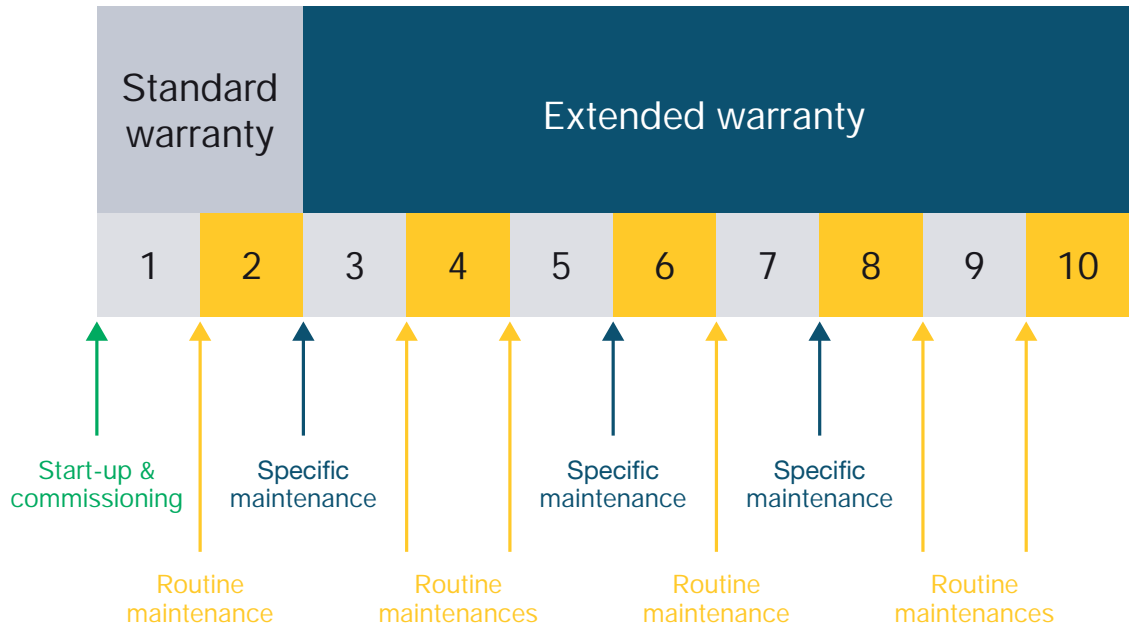 Standard
warranty
Extended warranty
1 2 3 4 5 6 7 8 9 10
Start-up &
commissioning
Specific
maintenance
Specific
maintenance
Specific
maintenance
Routine
maintenance
Routine
maintenances
Routine
maintenance
Routine
maintenances